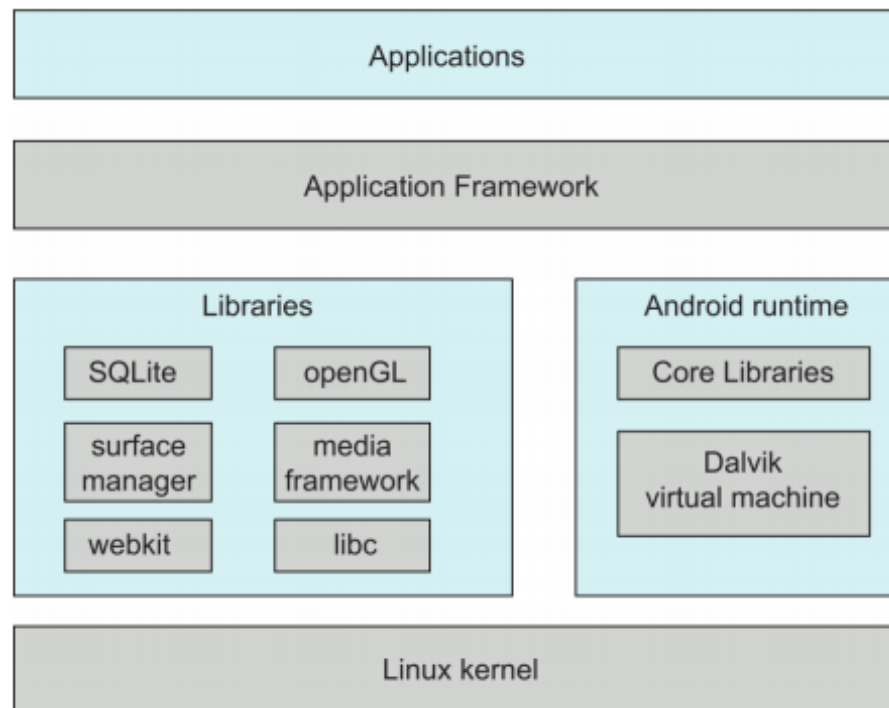 Applications
Application Framework
Libraries
SQLite
openGL
surface
manager
media
framework
webkit
libc
Android runtime
Core Libraries
Dalvik
virtual machine
Linux kernel